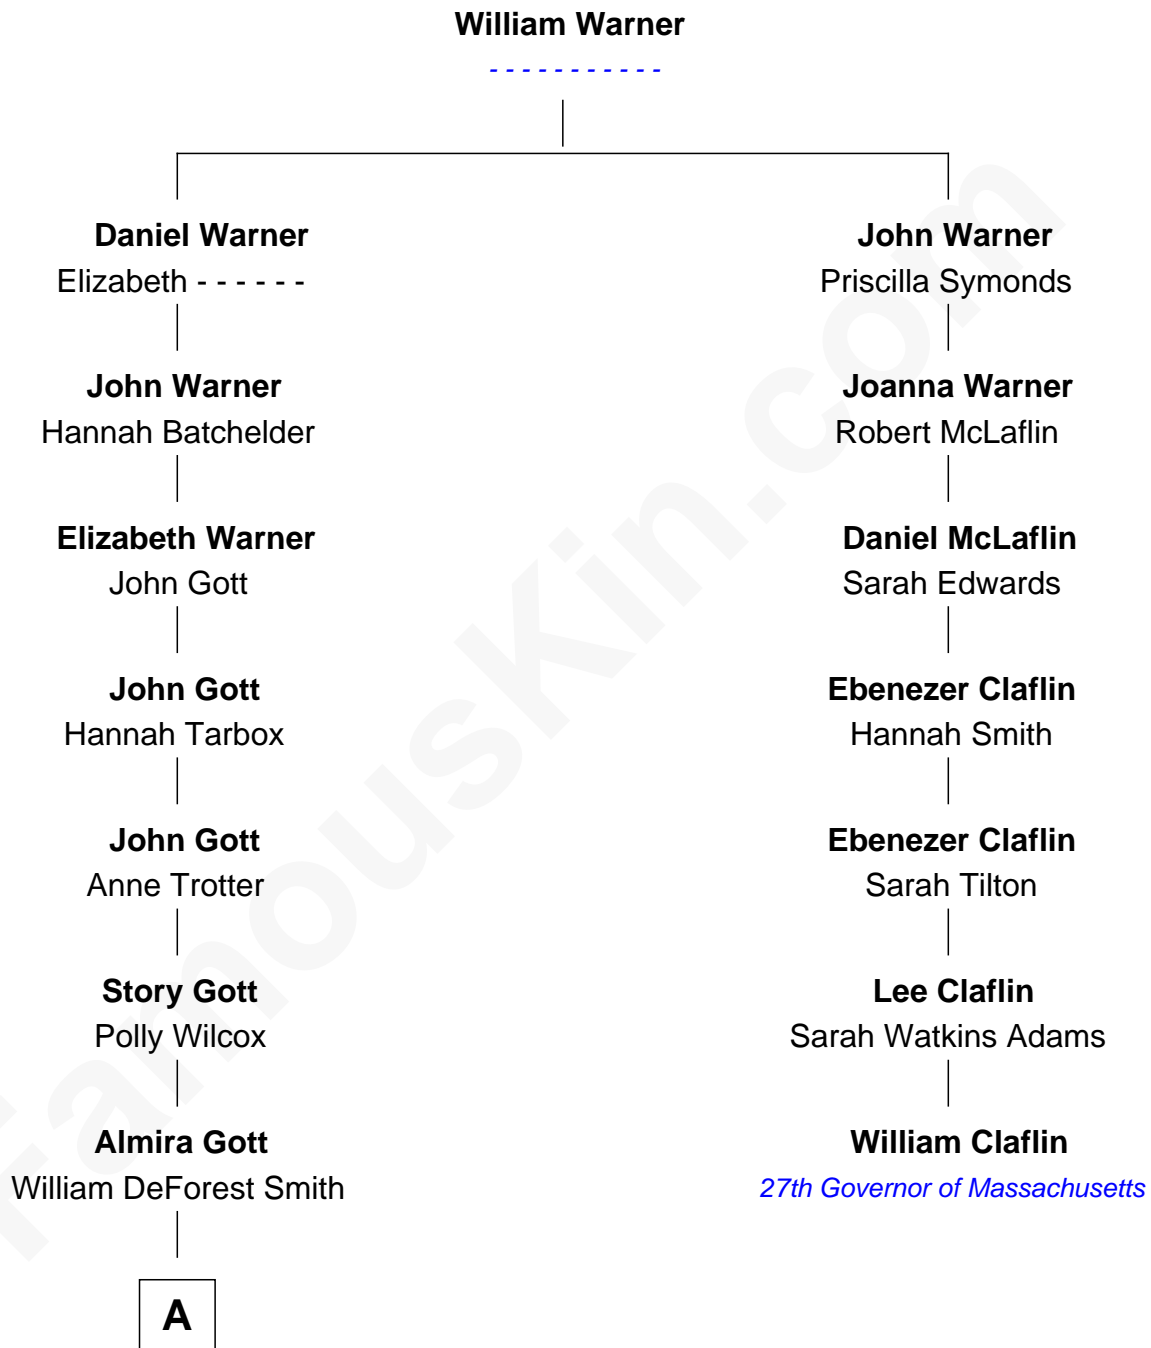 William Warner
- - - - - - - - - - -
Daniel Warner
Elizabeth - - - - - -
John Warner
Priscilla Symonds
John Warner
Hannah Batchelder
Joanna Warner
Robert McLaflin
Elizabeth Warner
John Gott
Daniel McLaflin
Sarah Edwards
John Gott
Hannah Tarbox
Ebenezer Claflin
Hannah Smith
John Gott
Anne Trotter
Ebenezer Claflin
Sarah Tilton
Story Gott
Polly Wilcox
Lee Claflin
Sarah Watkins Adams
Almira Gott
William DeForest Smith
William Claflin
27th Governor of Massachusetts
A
FamousKin.com